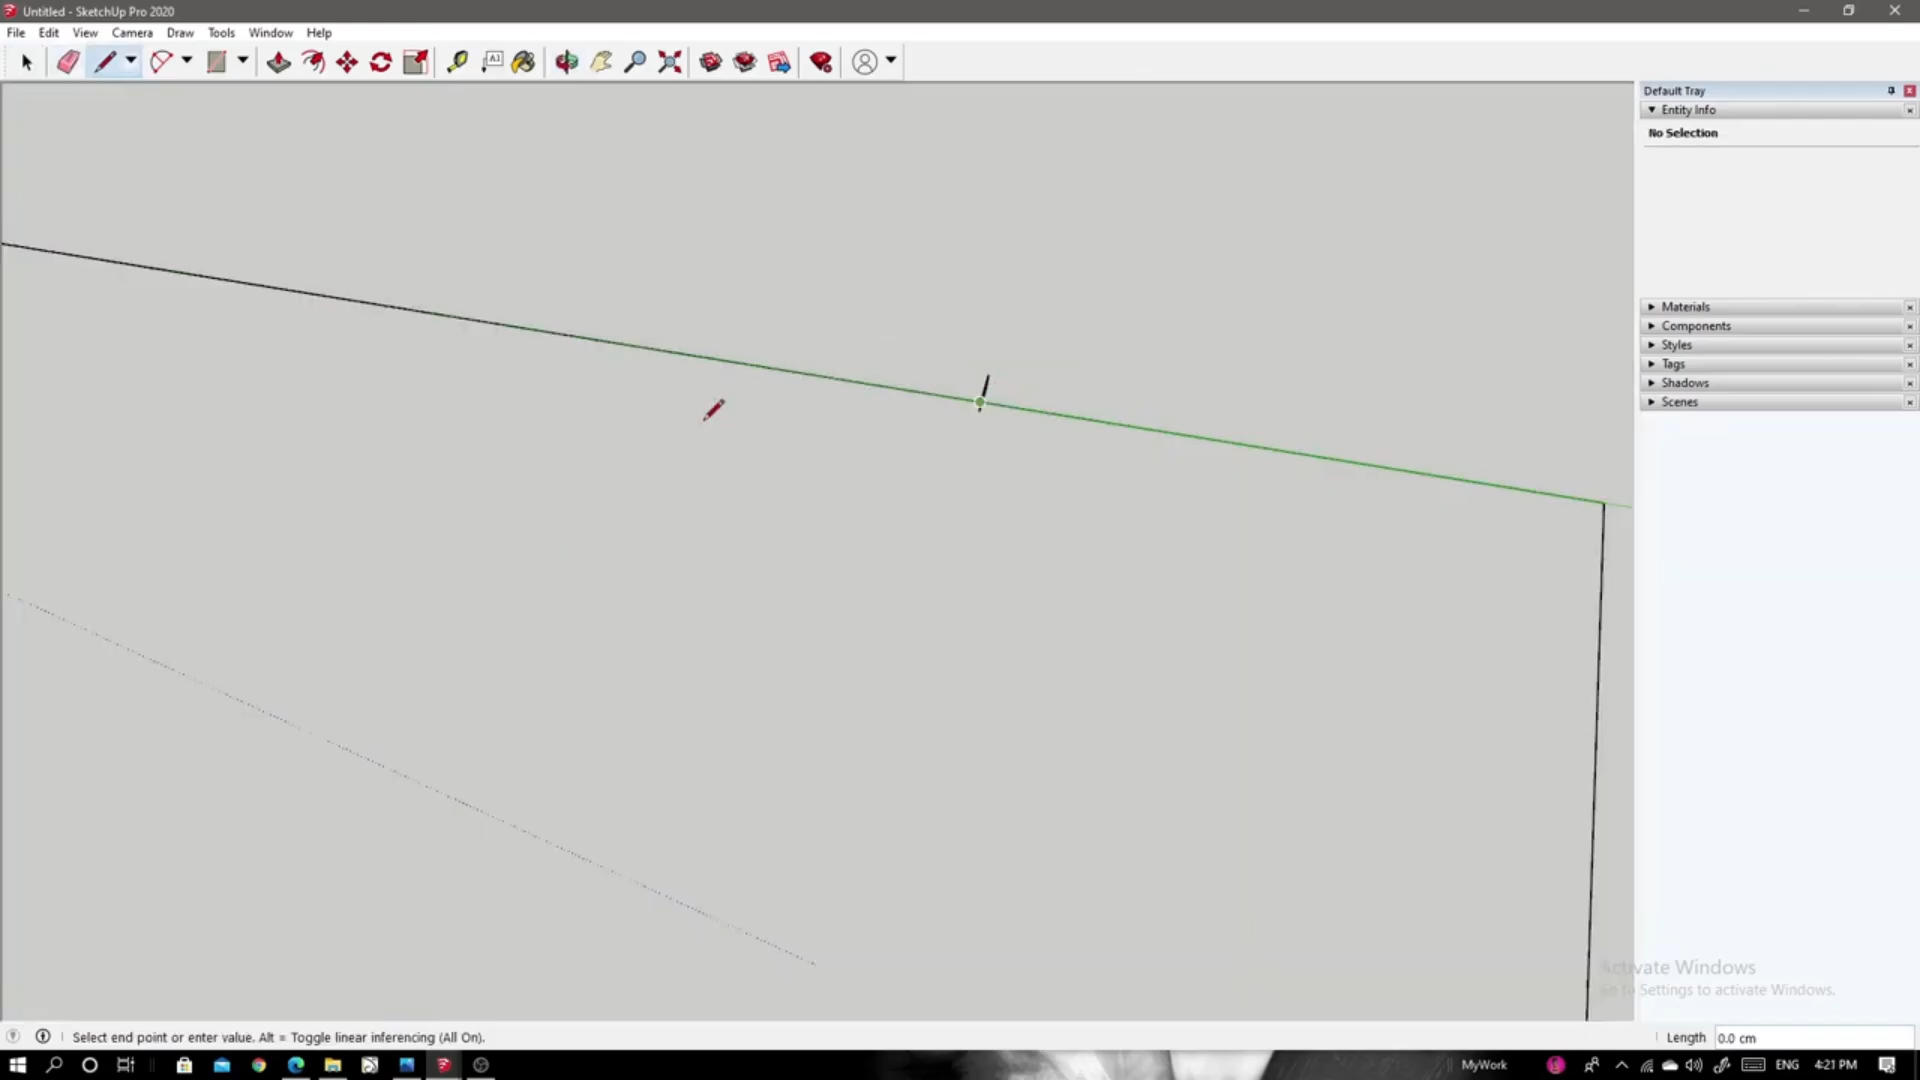 Untitled - SketchUp Pro 2020
File Edit View Camera Draw Tools Window Help
A1
Default Tray
Entity Info
No Selection
Materials
Components
Styles
Tags
Shadows
Scenes
Activate Windows
Go to Settings to activate Windows.
Select end point or enter value. Alt = Toggle linear inferencing (All On).
Length 0.0 cm
MyWork
ENG
4:21 PM